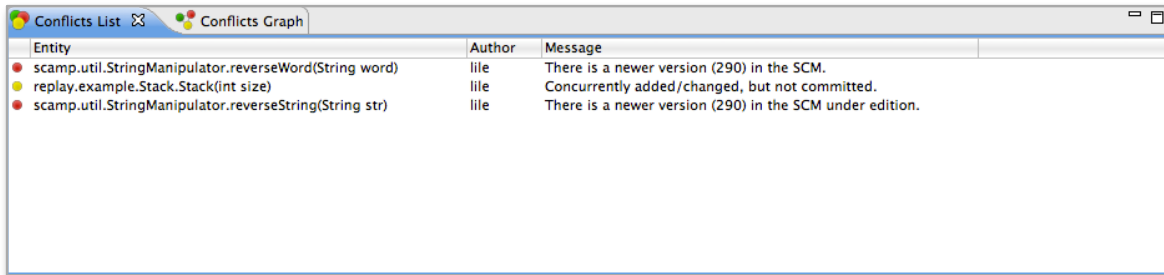 Conflicts List Conflicts Graph
Entity Author Message
scamp.util.StringManipulator.reverseWord(String word) lile There is a newer version (290) in the SCM.
replay.example.Stack.Stack(int size) lile Concurrently added/changed, but not committed.
scamp.util.StringManipulator.reverseString(String str) lile There is a newer version (290) in the SCM under edition.